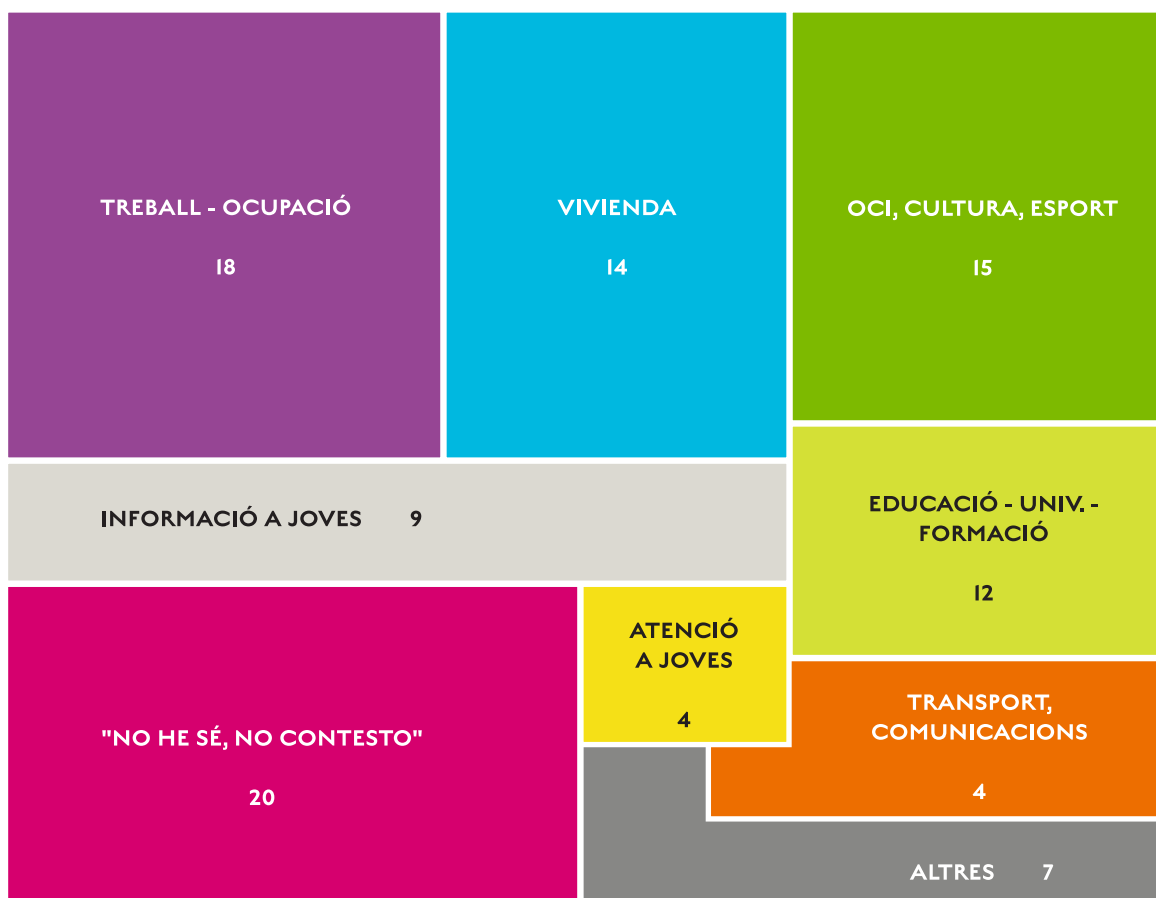 TREBALL - OCUPACIÓ
18
VIVIENDA
14
OCI, CULTURA, ESPORT
15
INFORMACIÓ A JOVES 9
EDUCACIÓ - UNIV. -
FORMACIÓ
12
"NO HE SÉ, NO CONTESTO"
20
ATENCIÓ
A JOVES
4
TRANSPORT,
COMUNICACIONS
4
ALTRES 7